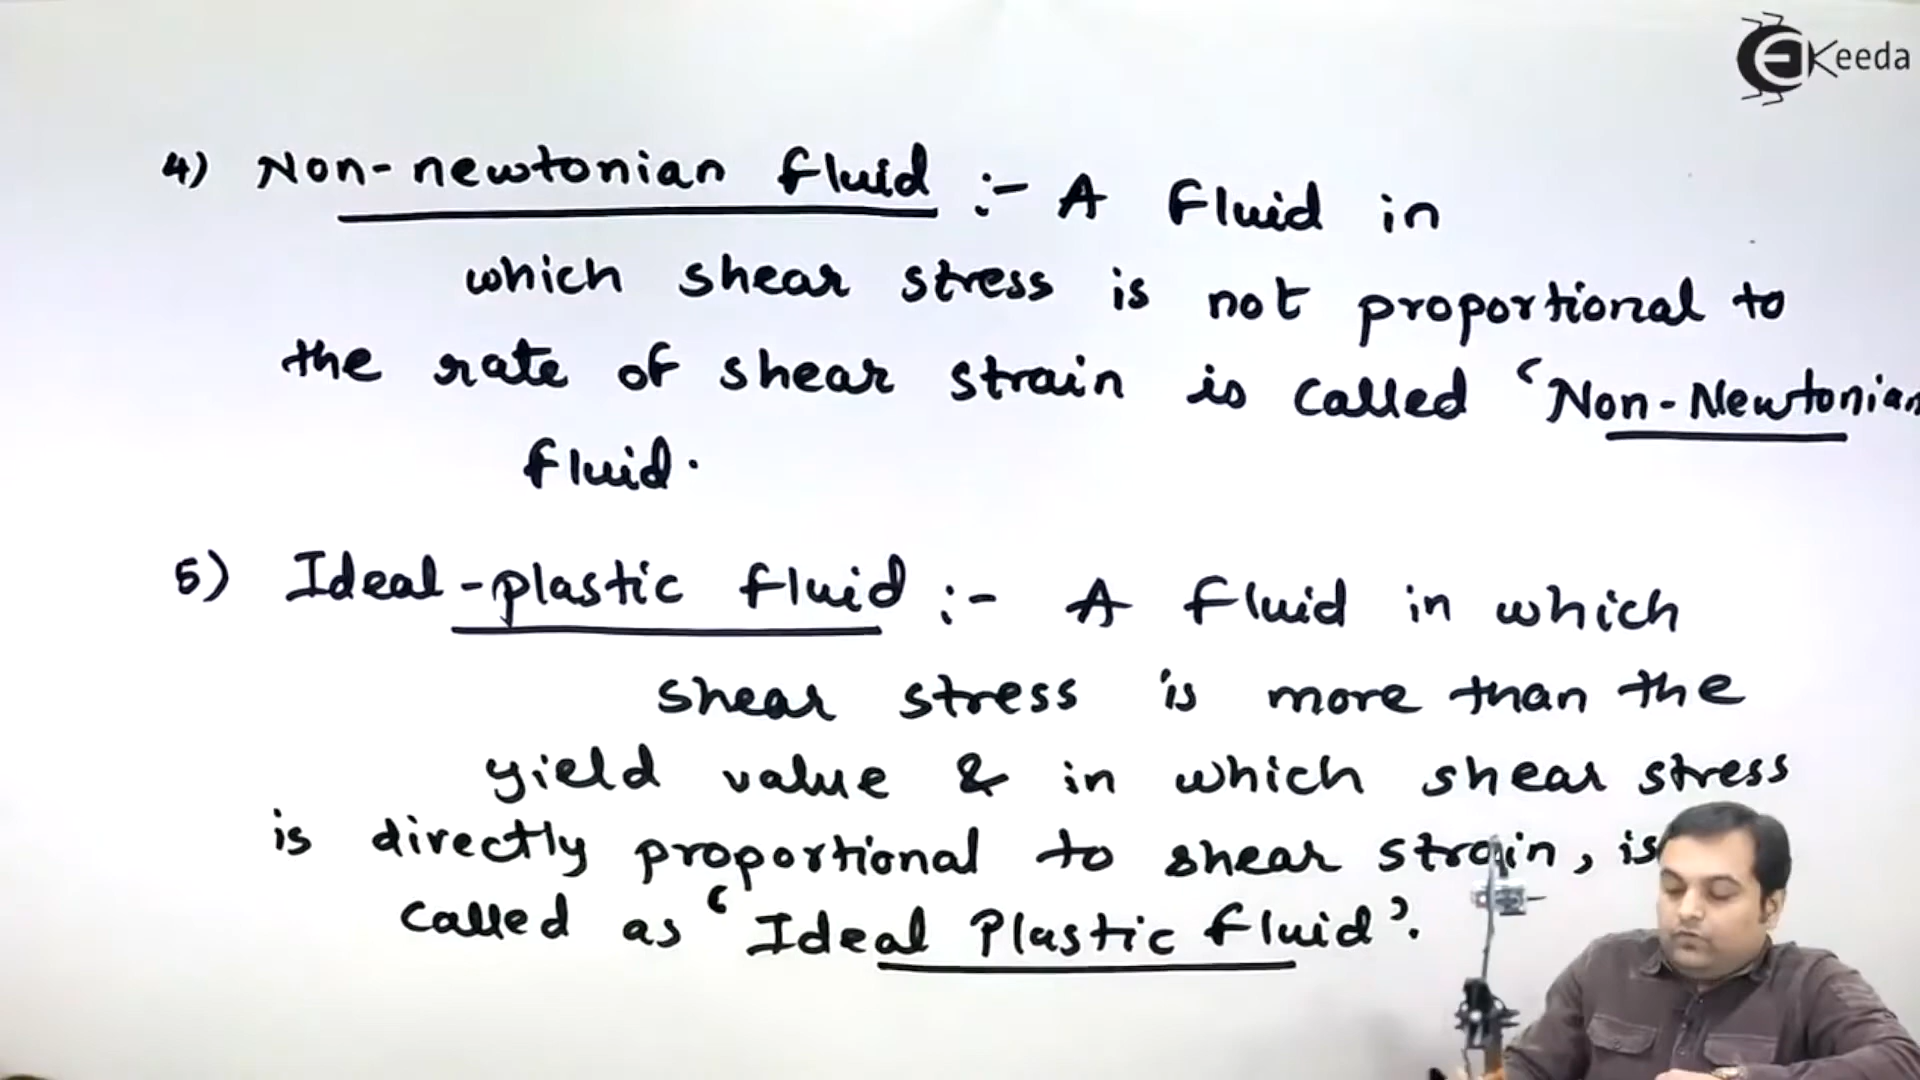 Keeda
4) Non-newtonian fluid :- A fluid in
which shear stress is not proportional to
the rate of shear strain is called ‘Non-Newtonian
fluid.
5) Ideal-plastic fluid :- A fluid in which
shear stress is more than the
yield value & in which shear stress
is directly proportional to shear strain, is
called as ‘Ideal Plastic fluid’.